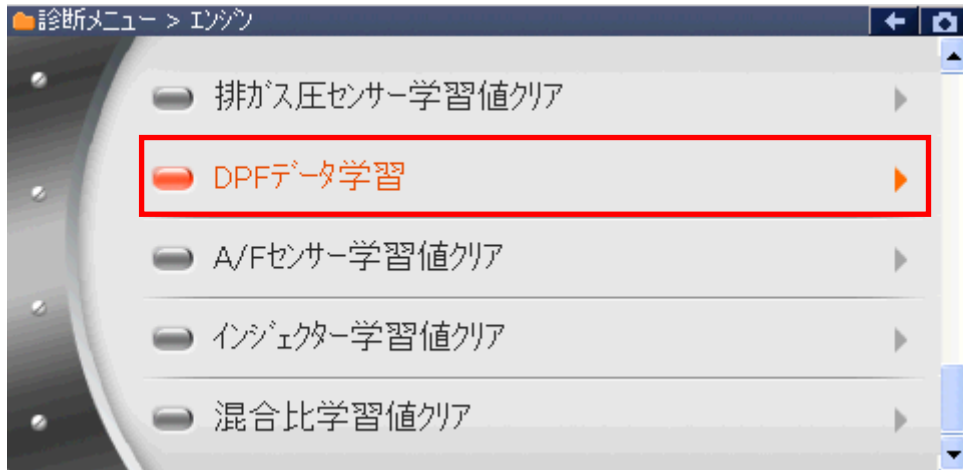 診断メニュー > ｴﾝｼﾞﾝ
排ｶﾞｽ圧ｾﾝｻｰ学習値ｸﾘｱ
DPFﾃﾞｰﾀ学習
A/Fｾﾝｻｰ学習値ｸﾘｱ
ｲﾝｼﾞｪｸﾀｰ学習値ｸﾘｱ
混合比学習値ｸﾘｱ